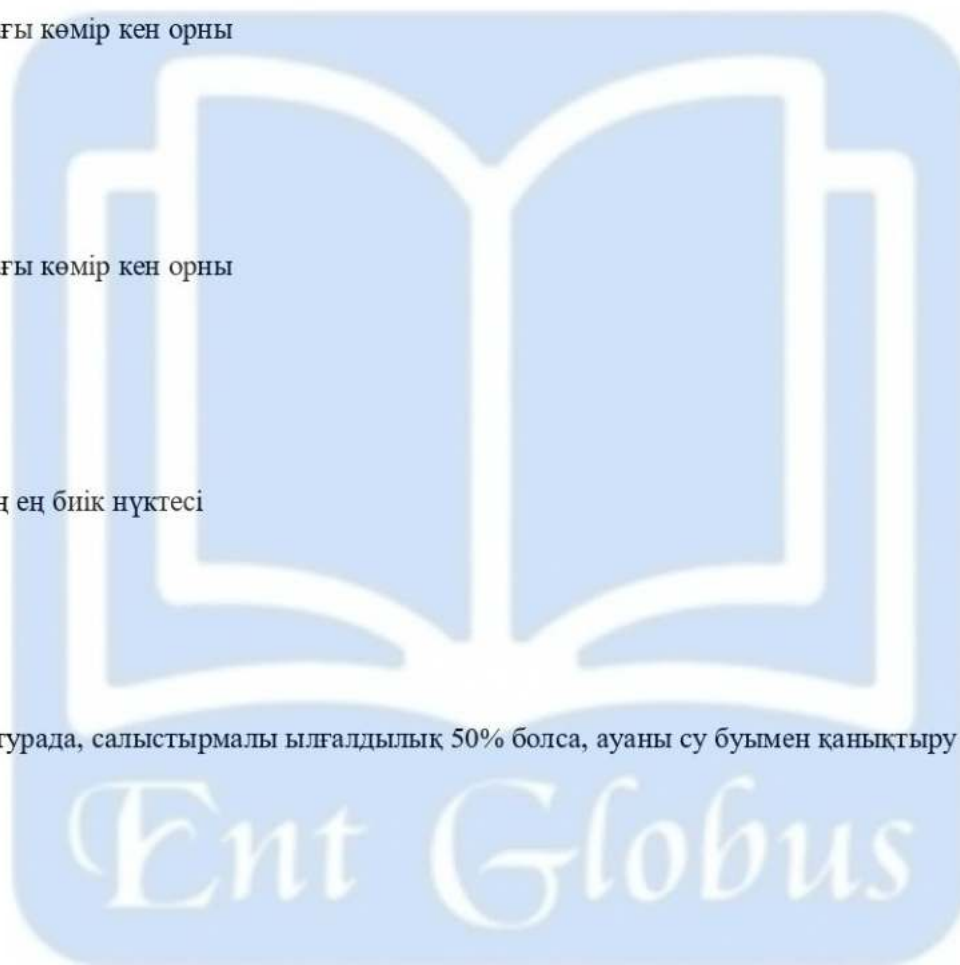 ғы көмір кен орны
ғы көмір кен орны
ң ең биік нүктесі
турада, салыстырмалы ылғалдылық 50% болса, ауаны су буымен қанықтыру
Ent Globus